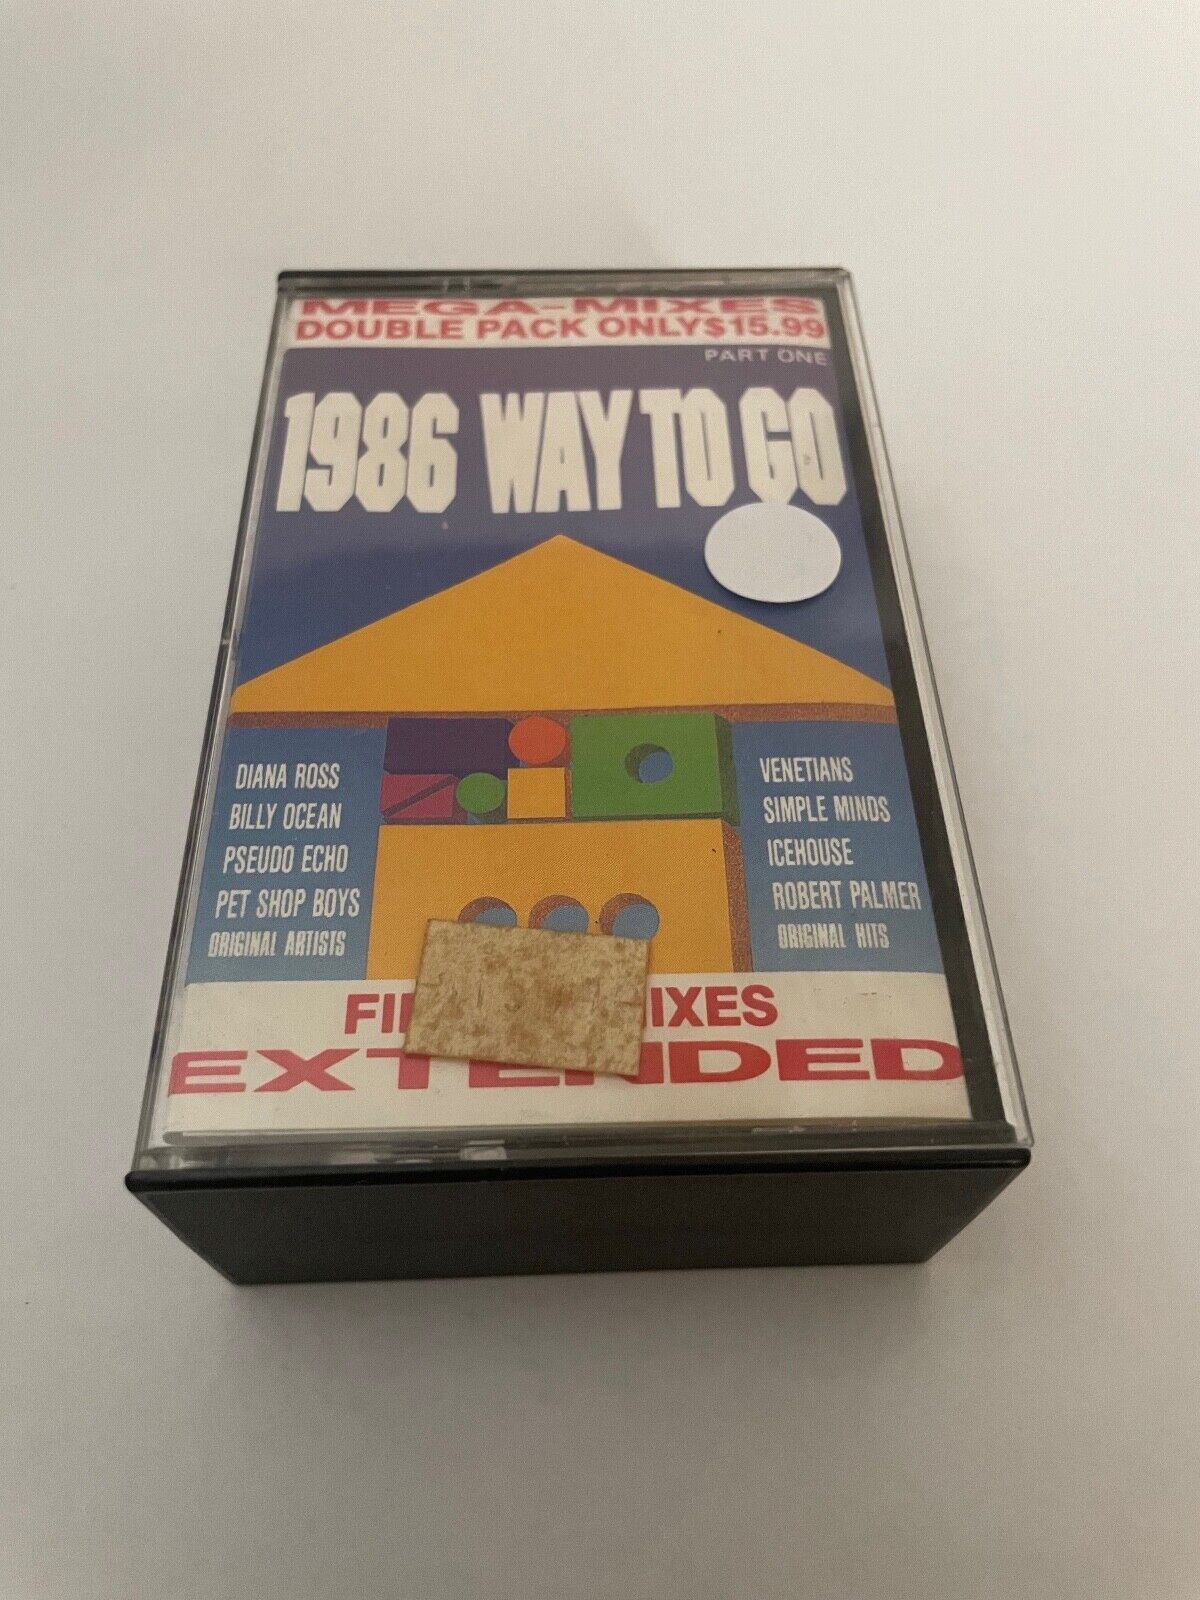 MEGA-MIXES
DOUBLE PACK ONLY $15.99
PART ONE
1986 WAY TO GO
DIANA ROSS
BILLY OCEAN
PSEUDO ECHO
PET SHOP BOYS
ORIGINAL ARTISTS
VENETIANS
SIMPLE MINDS
ICEHOUSE
ROBERT PALMER
ORIGINAL HITS
EXTENDED